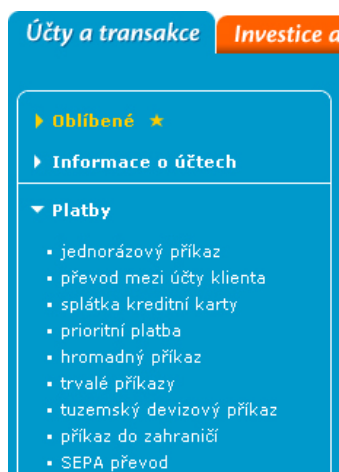 Účty a transakce
Investice a
Oblíbené ★
Informace o účtech
Platby
jednorázový příkaz
převod mezi účty klienta
splátka kreditní karty
prioritní platba
hromadný příkaz
trvalé příkazy
tuzemský devizový příkaz
příkaz do zahraničí
SEPA převod